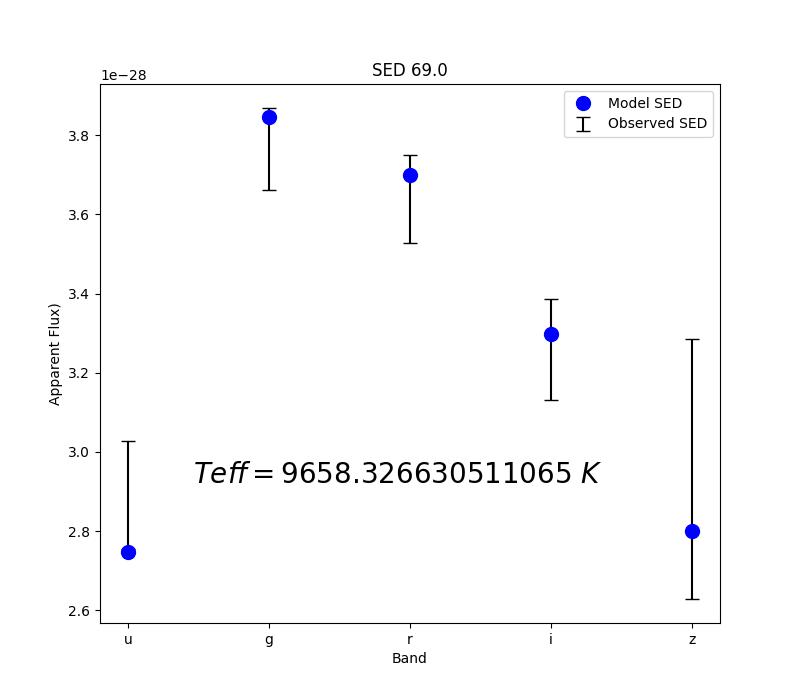 SED 69.0
1e−28
Model SED
Observed SED
3.8
3.6
3.4
3.2
3.0
2.8
2.6
Apparent Flux)
Teff = 9658.326630511065 K
u g r i z
Band